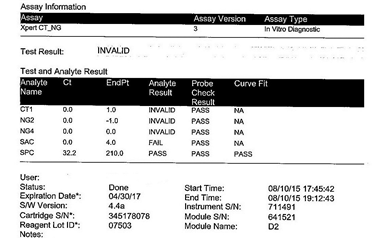 Assay Information
Assay Assay Version Assay Type
Xpert CT_NG 3 In Vitro Diagnostic
Test Result: INVALID
Test and Analyte Result
Analyte Name Ct EndPt Analyte Result Probe Check Result Curve Fit
CT1 0.0 1.0 INVALID PASS NA
NG2 0.0 -1.0 INVALID PASS NA
NG4 0.0 0.0 INVALID PASS NA
SAC 0.0 4.0 FAIL PASS NA
SPC 32.2 210.0 PASS PASS PASS
User:
Status: Done Start Time: 08/10/15 17:45:42
Expiration Date*: 04/30/17 End Time: 08/10/15 19:12:43
S/W Version: 4.4a Instrument S/N: 711491
Cartridge S/N*: 345178078 Module S/N: 641521
Reagent Lot ID*: 07503 Module Name: D2
Notes: